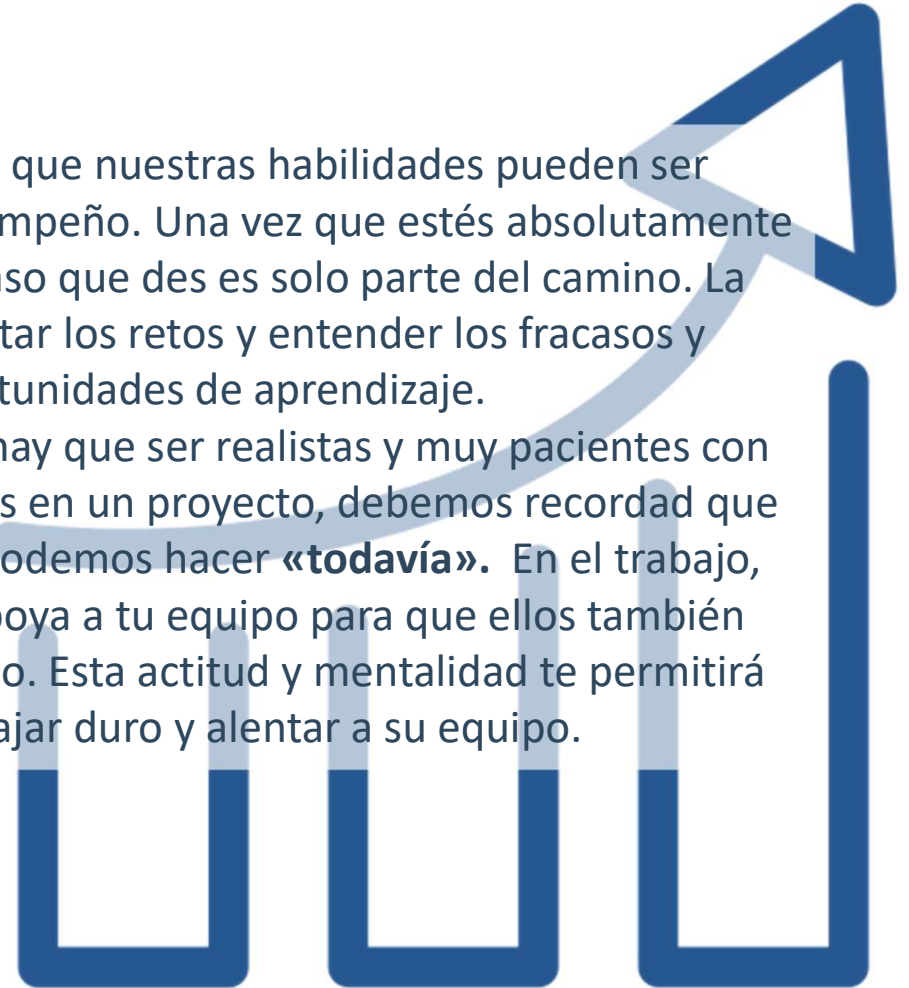 que nuestras habilidades pueden ser
mpeño. Una vez que estés absolutamente
aso que des es solo parte del camino. La
tar los retos y entender los fracasos y
tunidades de aprendizaje.
hay que ser realistas y muy pacientes con
s en un proyecto, debemos recordad que
odemos hacer «todavía». En el trabajo,
poya a tu equipo para que ellos también
o. Esta actitud y mentalidad te permitirá
ajar duro y alentar a su equipo.